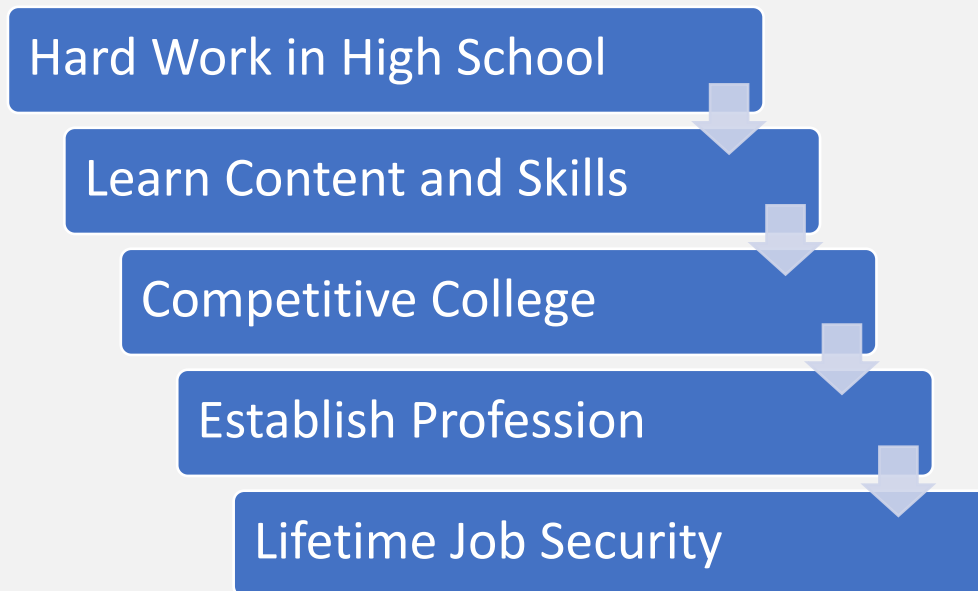 Hard Work in High School
Learn Content and Skills
Competitive College
Establish Profession
Lifetime Job Security